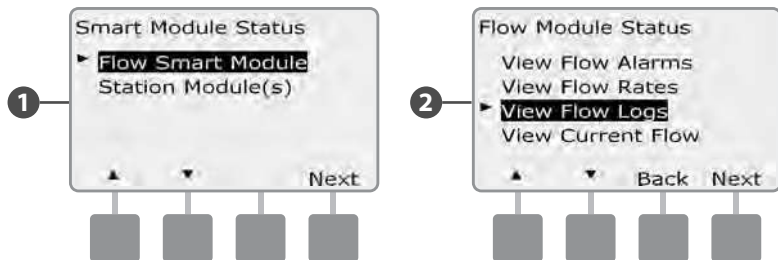 1
Smart Module Status
► Flow Smart Module
Station Module(s)
▲ ▼ Next
2
Flow Module Status
View Flow Alarms
View Flow Rates
► View Flow Logs
View Current Flow
▲ ▼ Back Next